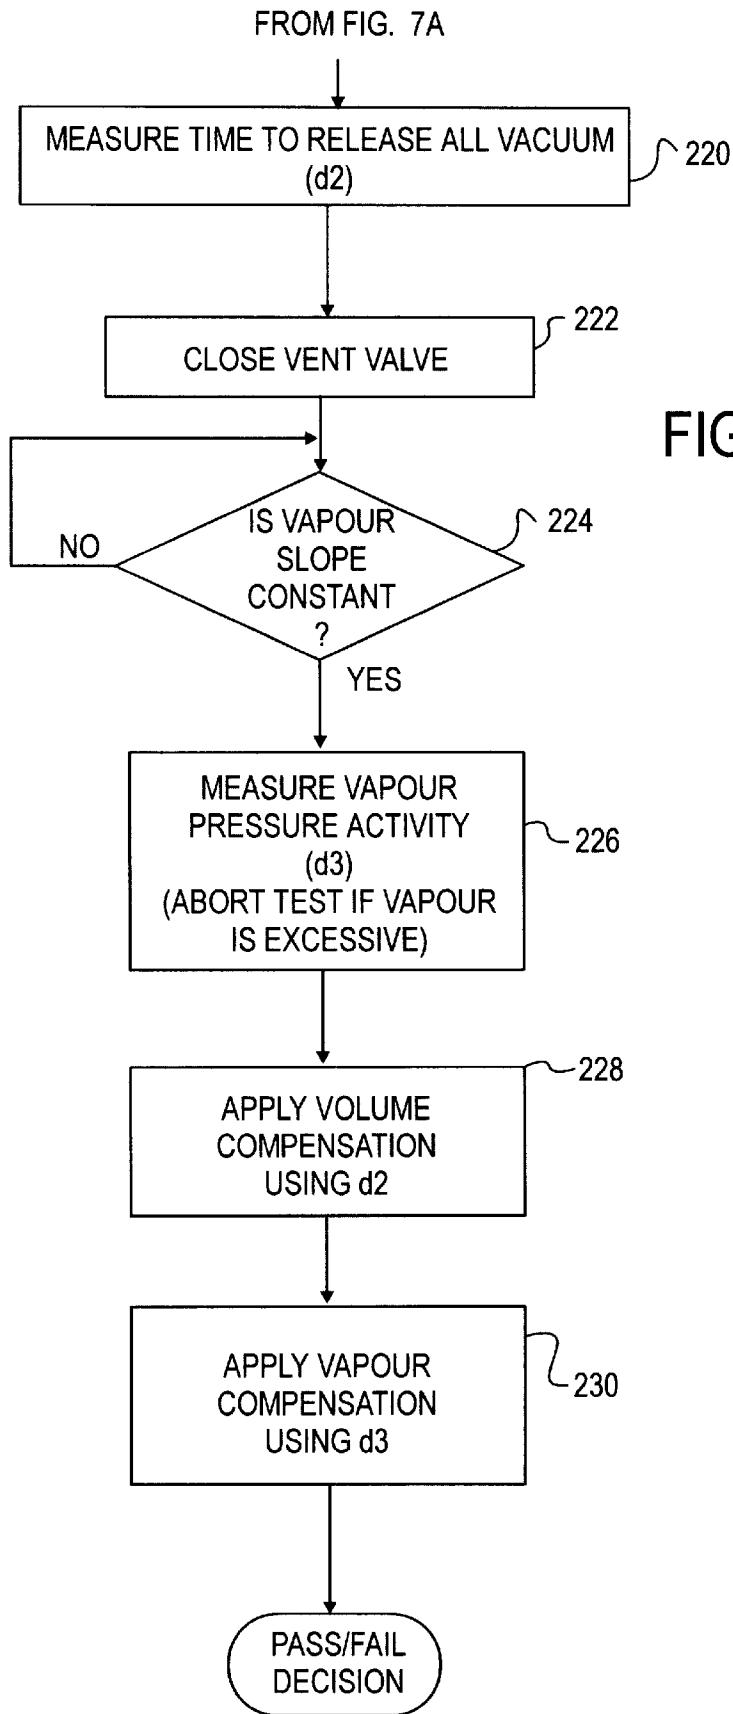 FROM FIG. 7A
MEASURE TIME TO RELEASE ALL VACUUM
(d2)
220
CLOSE VENT VALVE
222
FIG
IS VAPOUR
SLOPE
CONSTANT
?
224
NO
YES
MEASURE VAPOUR
PRESSURE ACTIVITY
(d3)
(ABORT TEST IF VAPOUR
IS EXCESSIVE)
226
APPLY VOLUME
COMPENSATION
USING d2
228
APPLY VAPOUR
COMPENSATION
USING d3
230
PASS/FAIL
DECISION